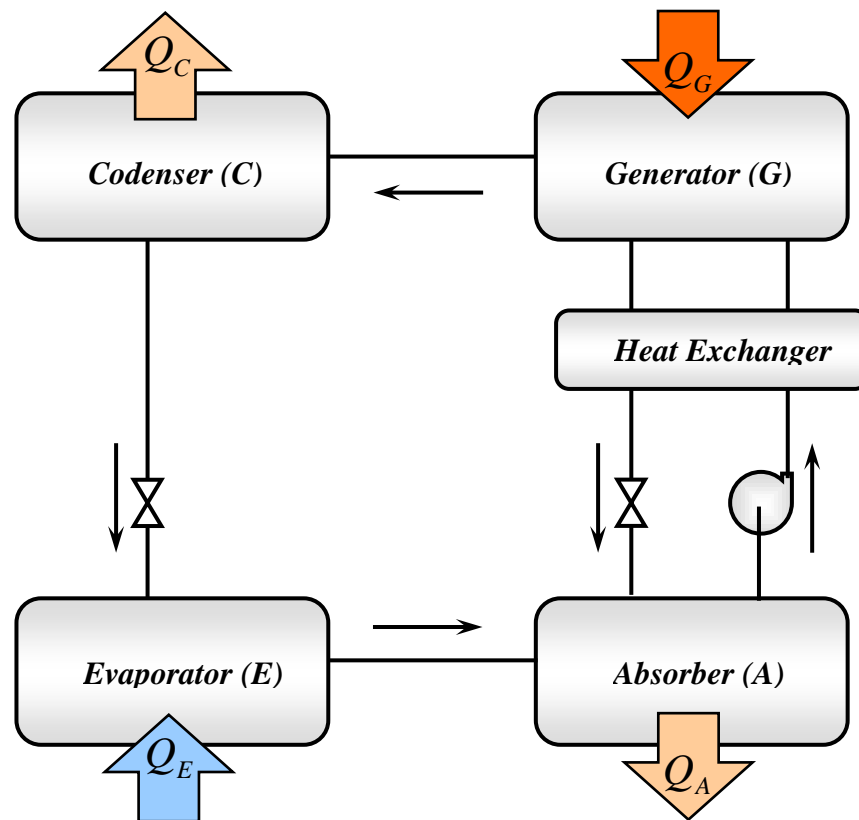 Q_C
Q_G
Codenser (C)
Generator (G)
Heat Exchanger
Evaporator (E)
Absorber (A)
Q_E
Q_A